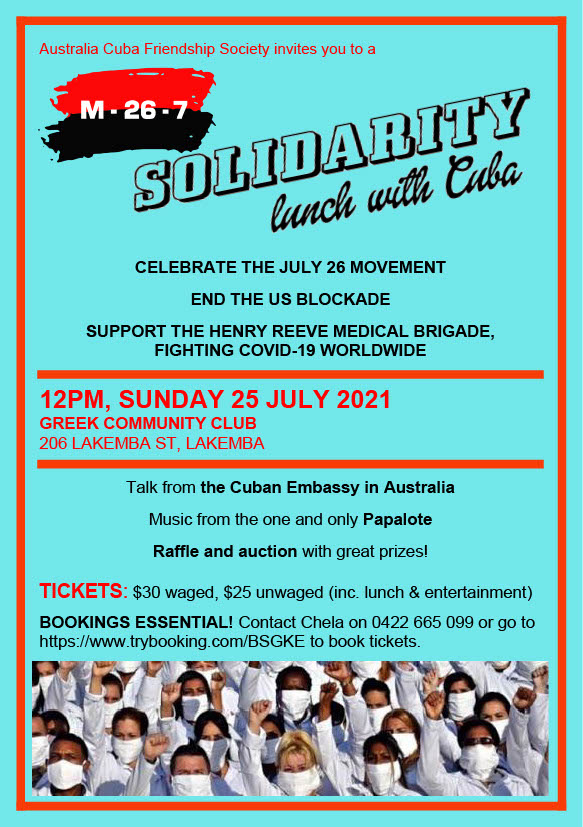 Australia Cuba Friendship Society invites you to a
M - 26 - 7
SOLIDARITY
lunch with Cuba
CELEBRATE THE JULY 26 MOVEMENT
END THE US BLOCKADE
SUPPORT THE HENRY REEVE MEDICAL BRIGADE,
FIGHTING COVID-19 WORLDWIDE
12PM, SUNDAY 25 JULY 2021
GREEK COMMUNITY CLUB
206 LAKEMBA ST, LAKEMBA
Talk from the Cuban Embassy in Australia
Music from the one and only Papalote
Raffle and auction with great prizes!
TICKETS: $30 waged, $25 unwaged (inc. lunch & entertainment)
BOOKINGS ESSENTIAL! Contact Chela on 0422 665 099 or go to
https://www.trybooking.com/BSGKE to book tickets.